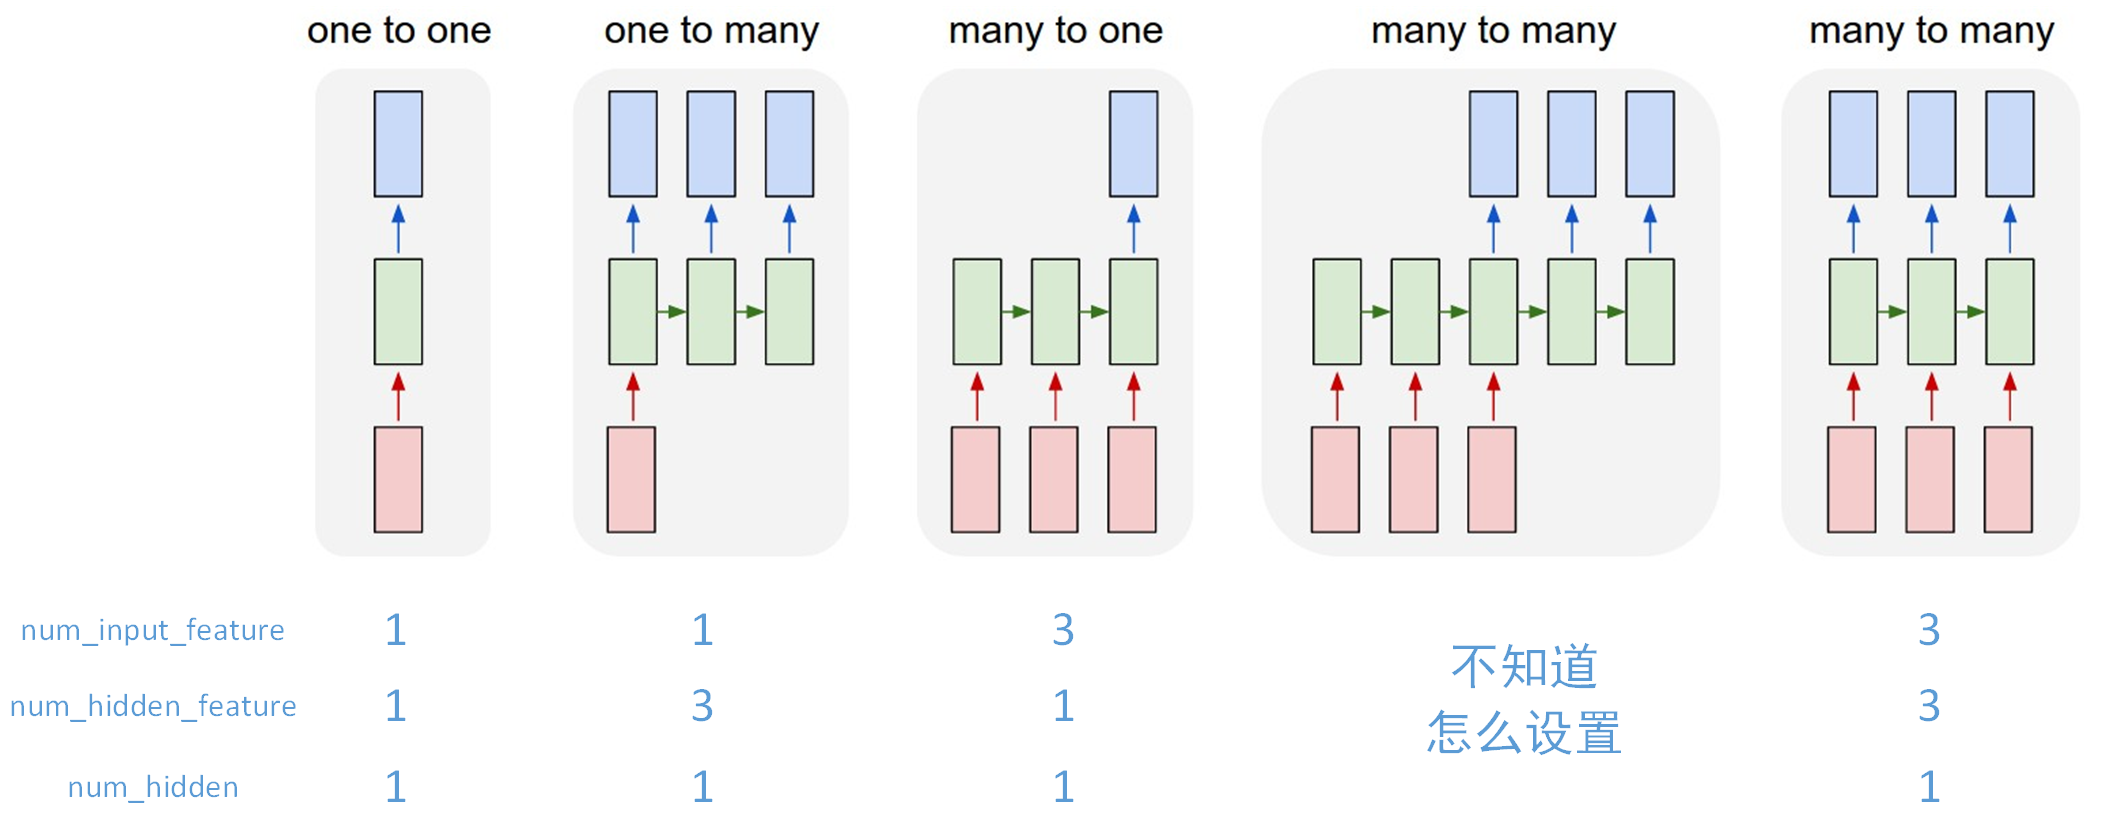 one to one
one to many
many to one
many to many
many to many
num_input_feature 1 1 3 3
不知道
num_hidden_feature 1 3 1 3
怎么设置
num_hidden 1 1 1 1